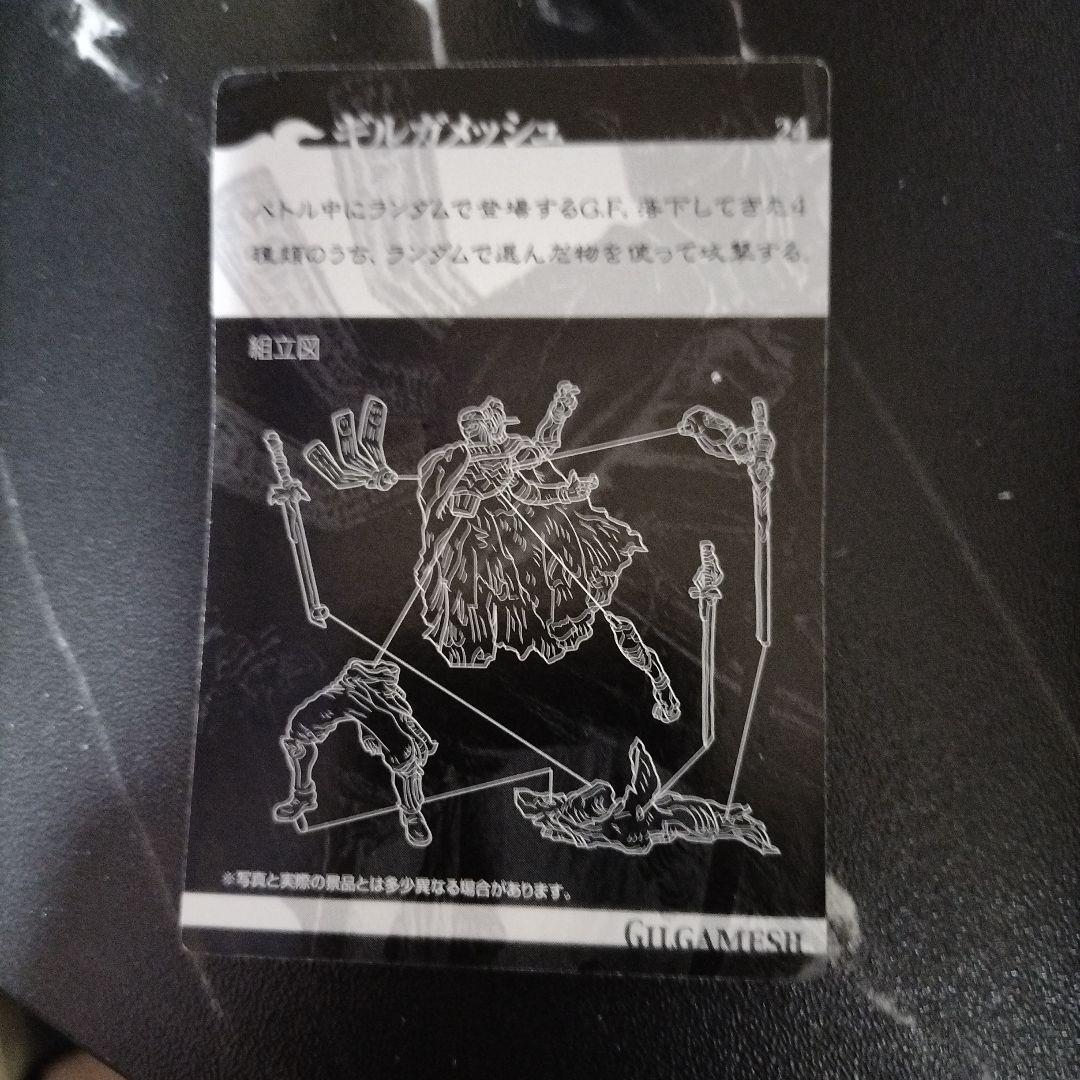 ギルガメッシュ 24
バトル中にランダムで登場するG.F。落下してきた4
種類のうち、ランダムで選んだ物を使って攻撃する。
組立図
※写真と実際の景品とは多少異なる場合があります。
GILGAMESH